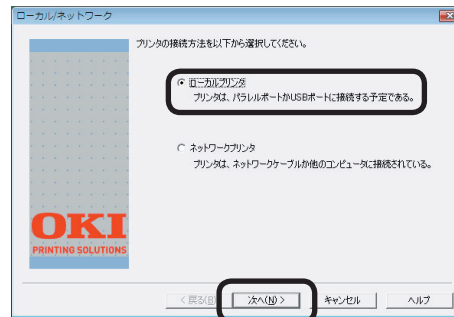 ローカル/ネットワーク
プリンタの接続方法を以下から選択してください。
ローカルプリンタ
プリンタは、パラレルポートかUSBポートに接続する予定である。
ネットワークプリンタ
プリンタは、ネットワークケーブルか他のコンピュータに接続されている。
OKI
PRINTING SOLUTIONS
< 戻る(B)
次へ(N) >
キャンセル
ヘルプ